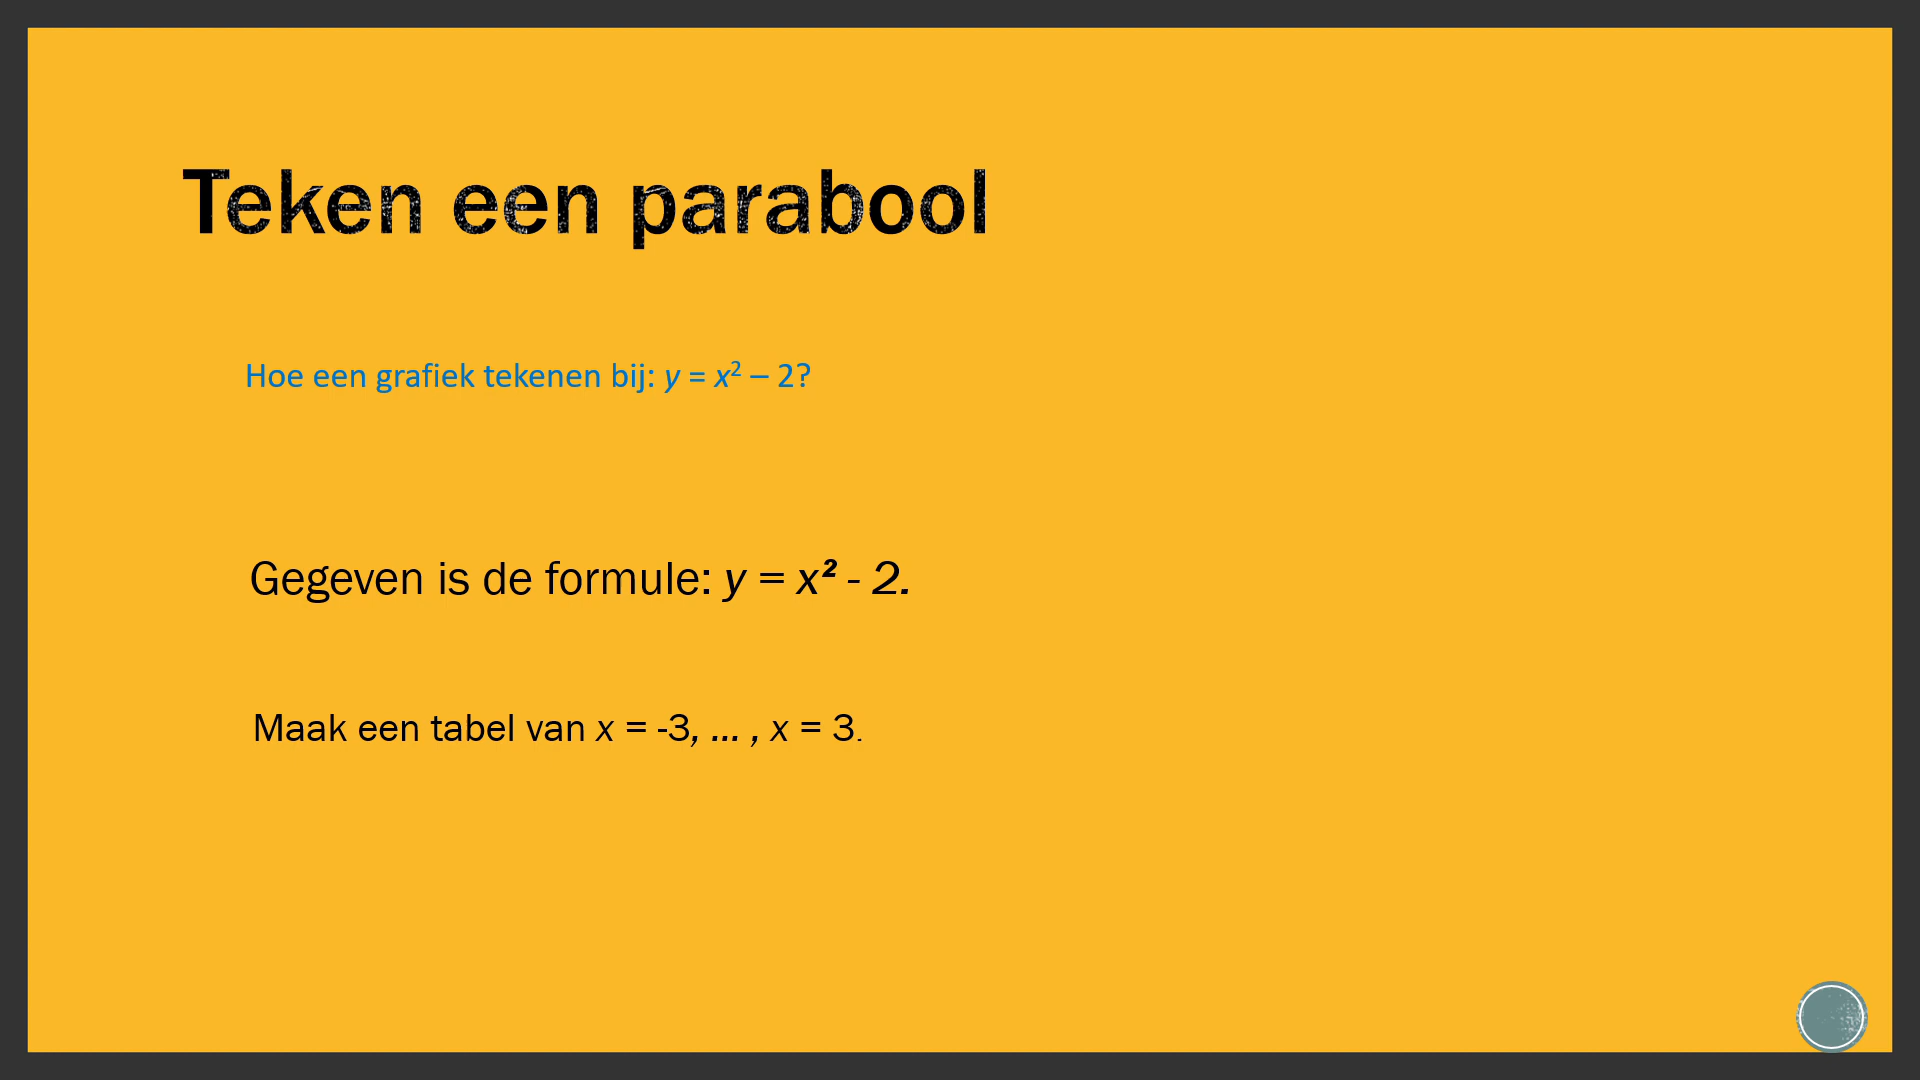 Teken een parabool
Hoe een grafiek tekenen bij: y = x² – 2?
Gegeven is de formule: y = x² - 2.
Maak een tabel van x = -3, ... , x = 3.